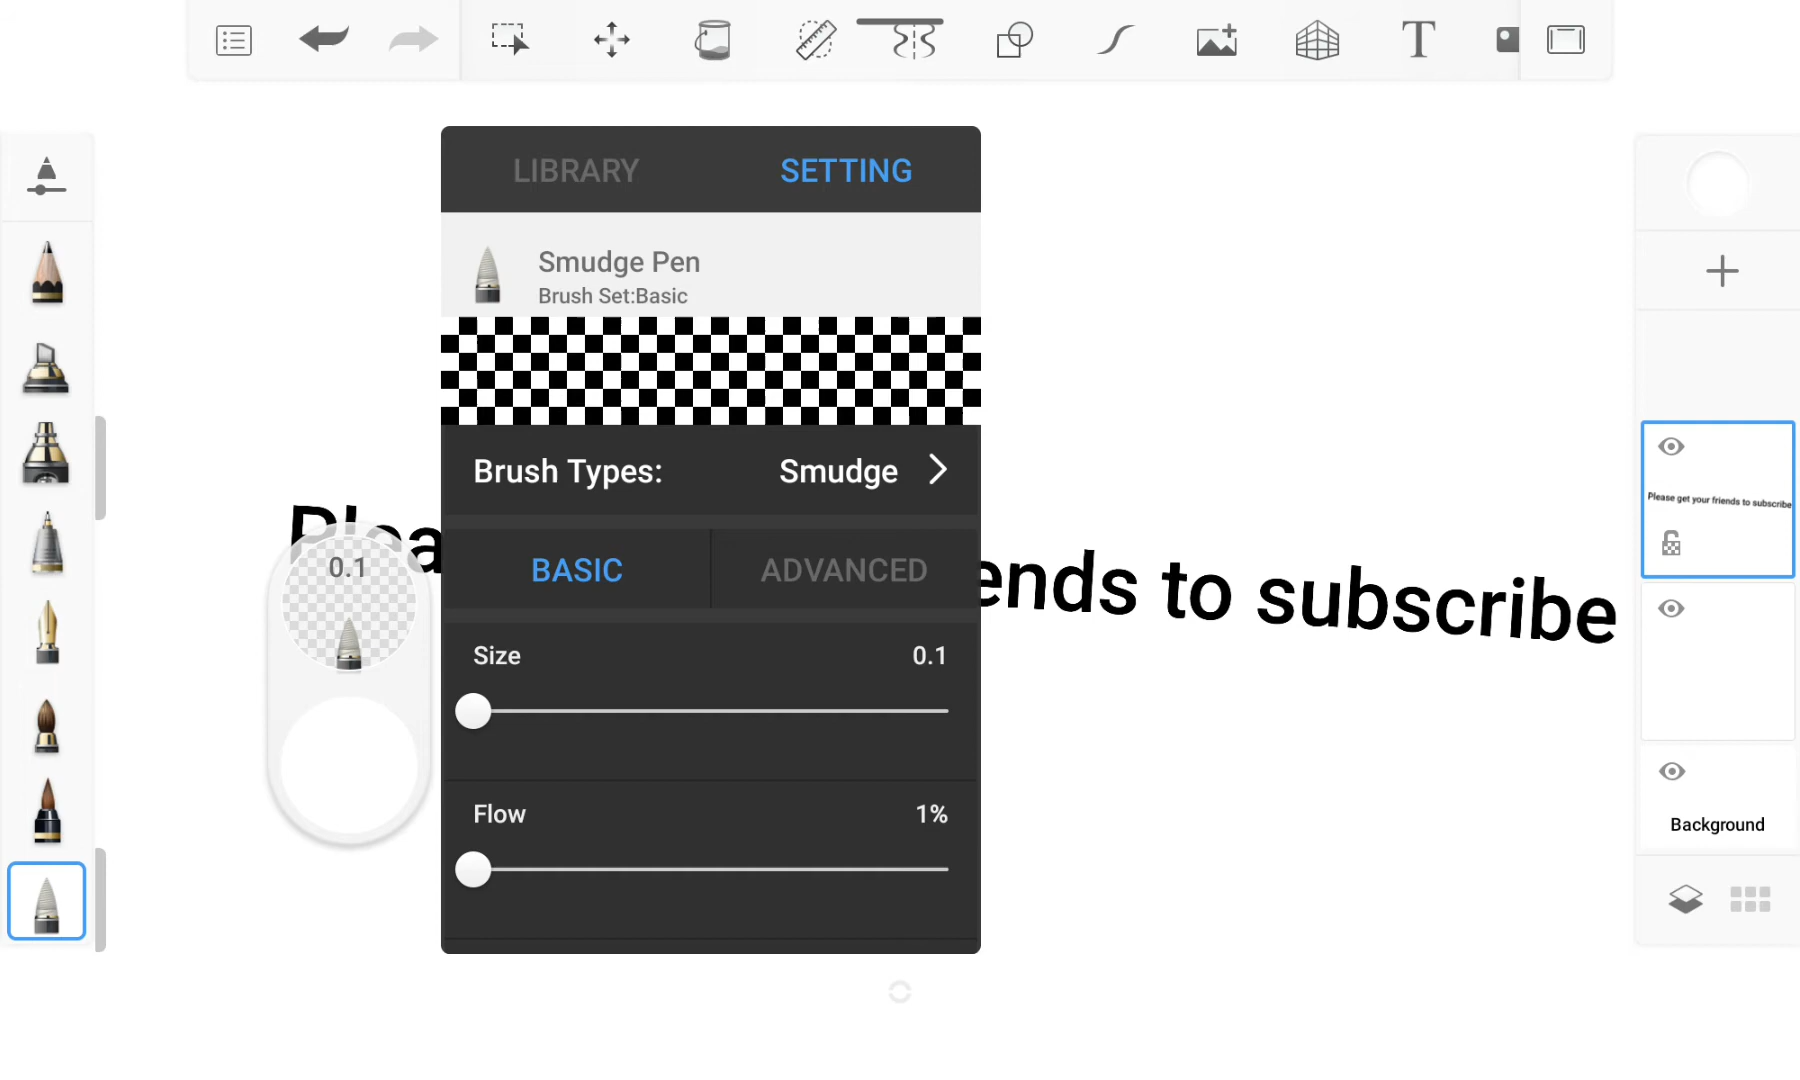 LIBRARY SETTING
Smudge Pen
Brush Set:Basic
Brush Types: Smudge
BASIC ADVANCED
Size 0.1
Flow 1%
0.1
ends to subscribe
Please get your friends to subscribe
Background
T